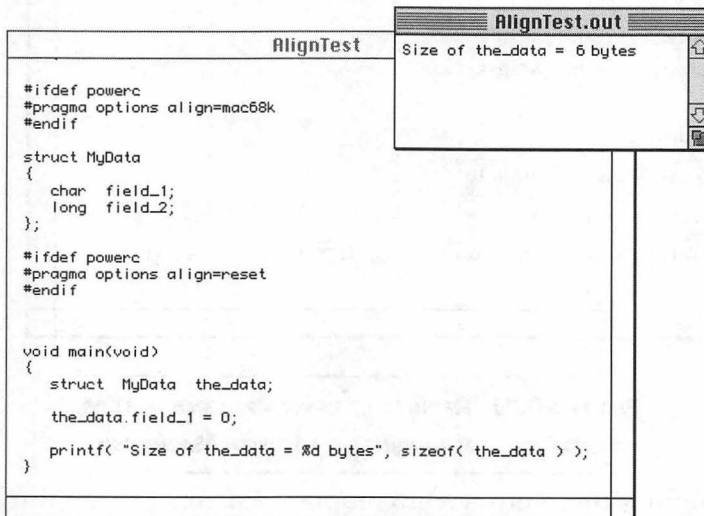 AlignTest
#ifdef powerc
#pragma options align=mac68k
#endif
struct MyData
{
char field_1;
long field_2;
};
#ifdef powerc
#pragma options align=reset
#endif
void main(void)
{
struct MyData the_data;
the_data.field_1 = 0;
printf( "Size of the_data = %d bytes", sizeof( the_data ) );
}
AlignTest.out
Size of the_data = 6 bytes